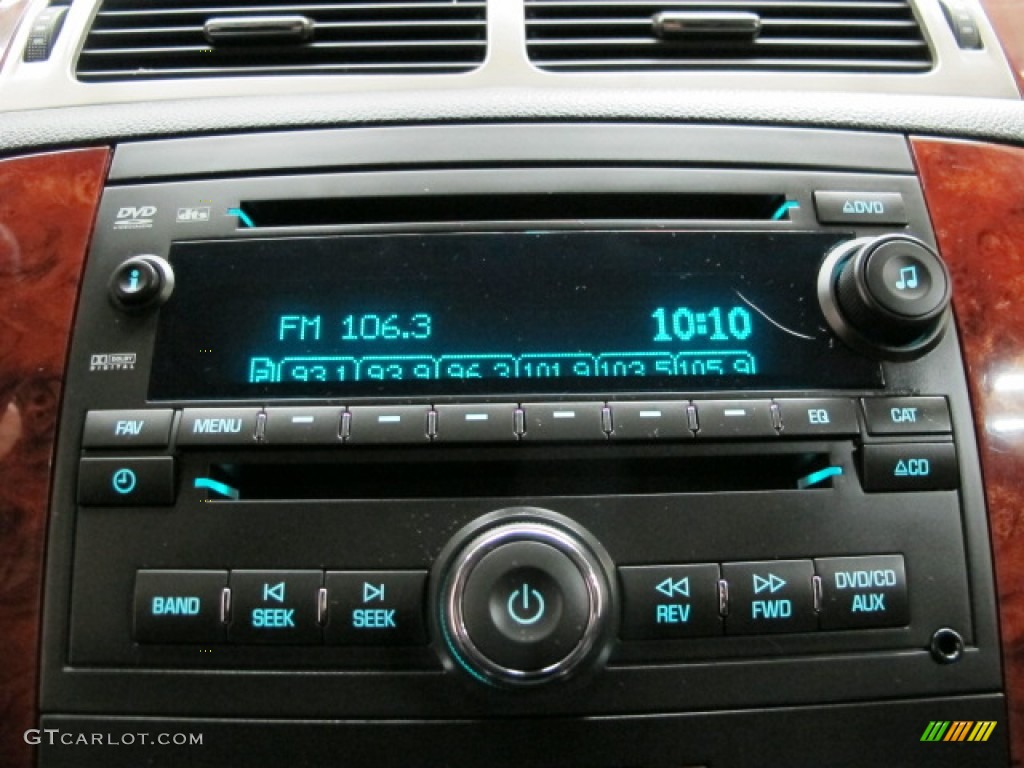 DVD dts △DVD
i
FM 106.3 10:10
DOLBY
DIGITAL
93.1 93.9 96.3 101.9 103.5 105.9
FAV MENU EQ CAT
△CD
BAND SEEK SEEK REV FWD DVD/CD AUX
GTCARLOT.COM